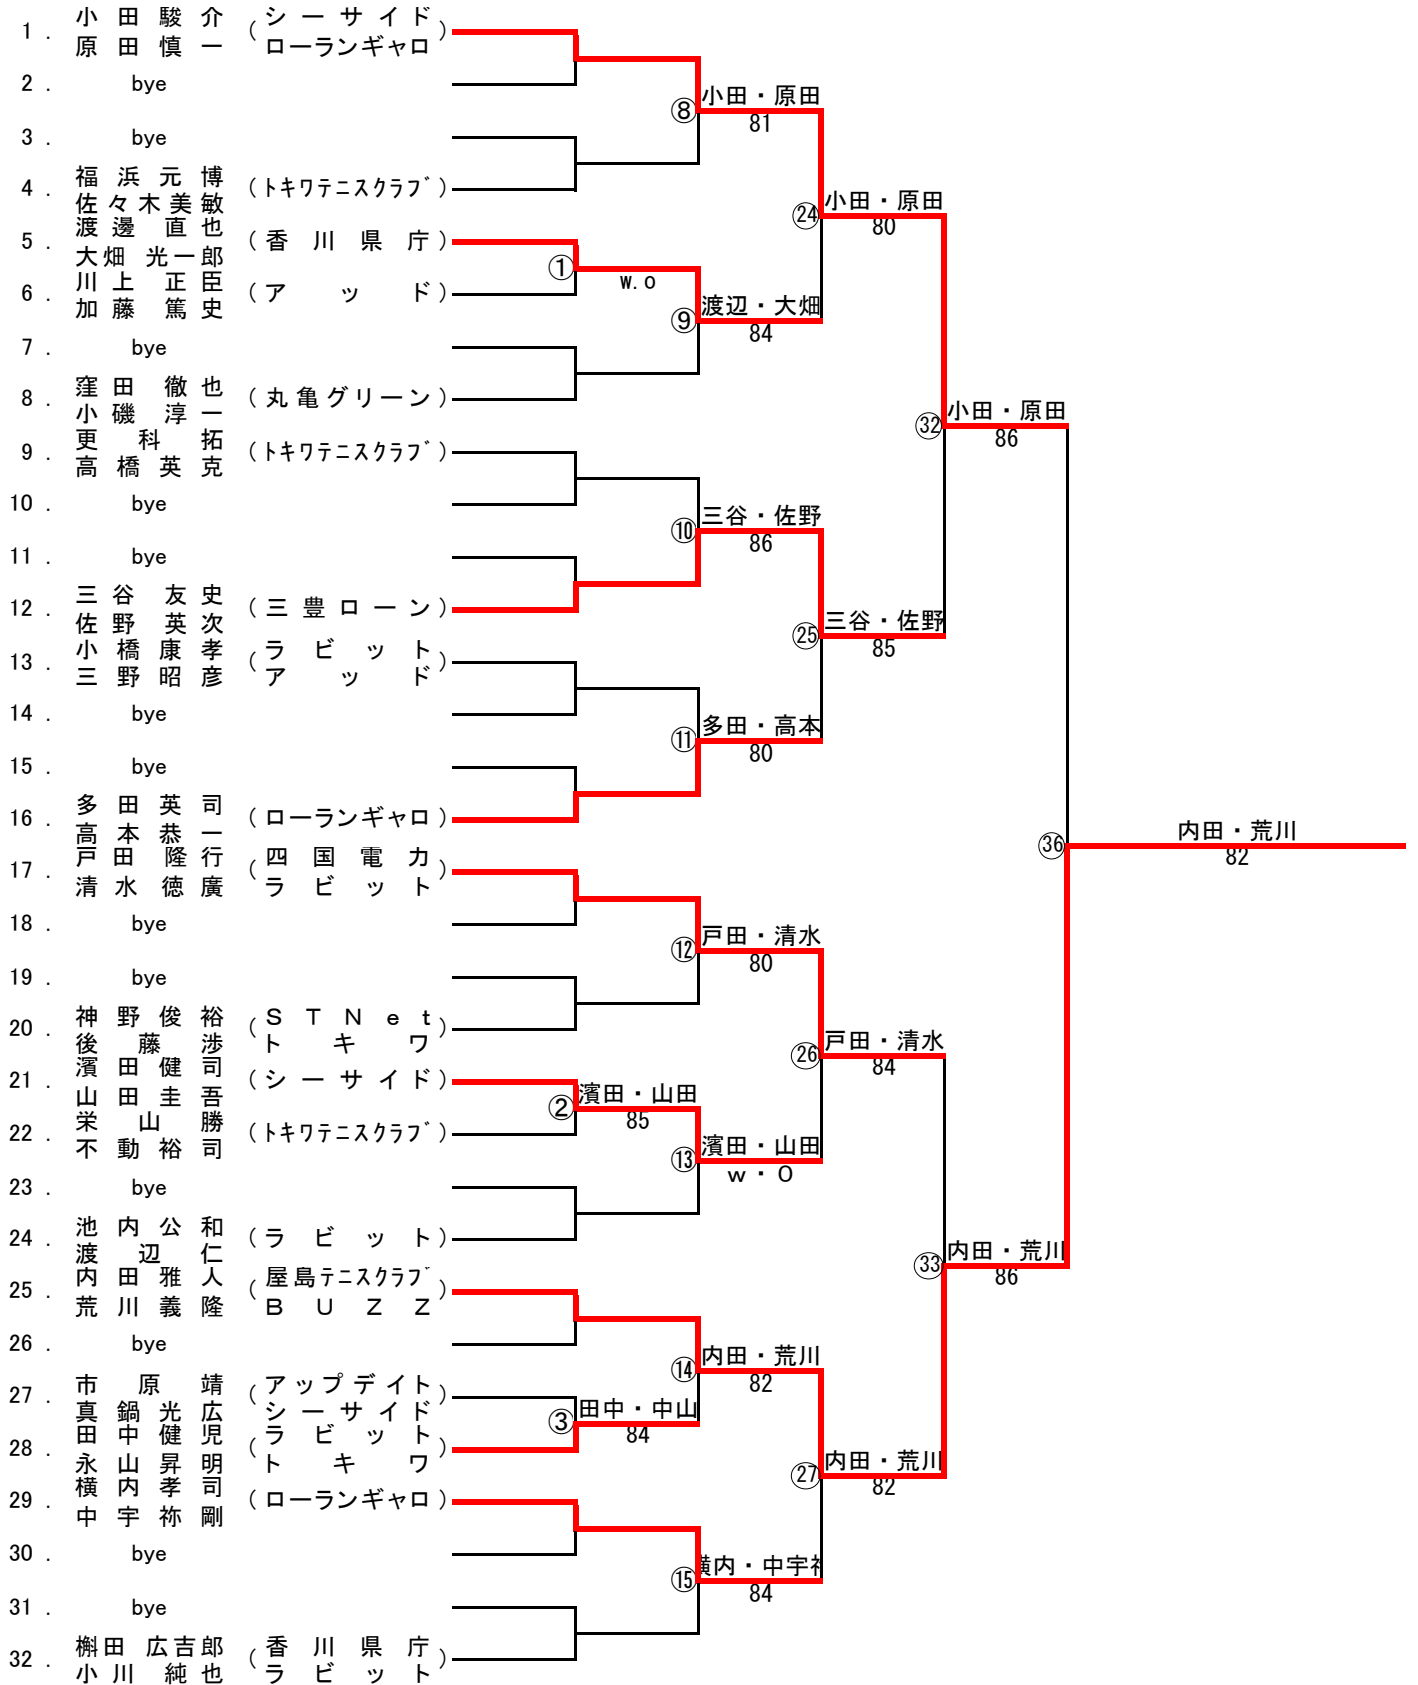 1 . 小田駿介 (シーサイド)
原田慎一 ローランギャロ
2 . bye
3 . bye
4 . 福浜元博 (トキワテニスクラブ)
佐々木美敏
5 . 渡邊直也 (香川県庁)
大畑光一郎
6 . 川上正臣 (アッド)
加藤篤史
7 . bye
8 . 窪田徹也 (丸亀グリーン)
小磯淳一
9 . 更科拓 (トキワテニスクラブ)
高橋英克
10 . bye
11 . bye
12 . 三谷友史 (三豊ローン)
佐野英次
13 . 小橋康孝 (ラビット)
三野昭彦 アッド
14 . bye
15 . bye
16 . 多田英司 (ローランギャロ)
高本恭一
17 . 戸田隆行 (四国電力)
清水徳廣 ラビット
18 . bye
19 . bye
20 . 神野俊裕 (STNet)
後藤渉 トキワ
21 . 濱田健司 (シーサイド)
山田圭吾
22 . 栄山勝 (トキワテニスクラブ)
不動裕司
23 . bye
24 . 池内公和 (ラビット)
渡辺仁
25 . 内田雅人 (屋島テニスクラブ)
荒川義隆 BUZZ
26 . bye
27 . 市原靖 (アップデイト)
真鍋光広 シーサイド
28 . 田中健児 (ラビット)
永山昇明 トキワ
29 . 横内孝司 (ローランギャロ)
中宇祢剛
30 . bye
31 . bye
32 . 槲田広吉郎 (香川県庁)
小川純也 ラビット
① w.o
② 濱田・山田
85
③ 田中・中山
84
⑧ 小田・原田
81
⑨ 渡辺・大畑
84
⑩ 三谷・佐野
86
⑪ 多田・高本
80
⑫ 戸田・清水
80
⑬ 濱田・山田
w・O
⑭ 内田・荒川
82
⑮ 横内・中宇祢
84
㉔ 小田・原田
80
㉕ 三谷・佐野
85
㉖ 戸田・清水
84
㉗ 内田・荒川
82
㉜ 小田・原田
86
㉝ 内田・荒川
86
㊱ 内田・荒川
82